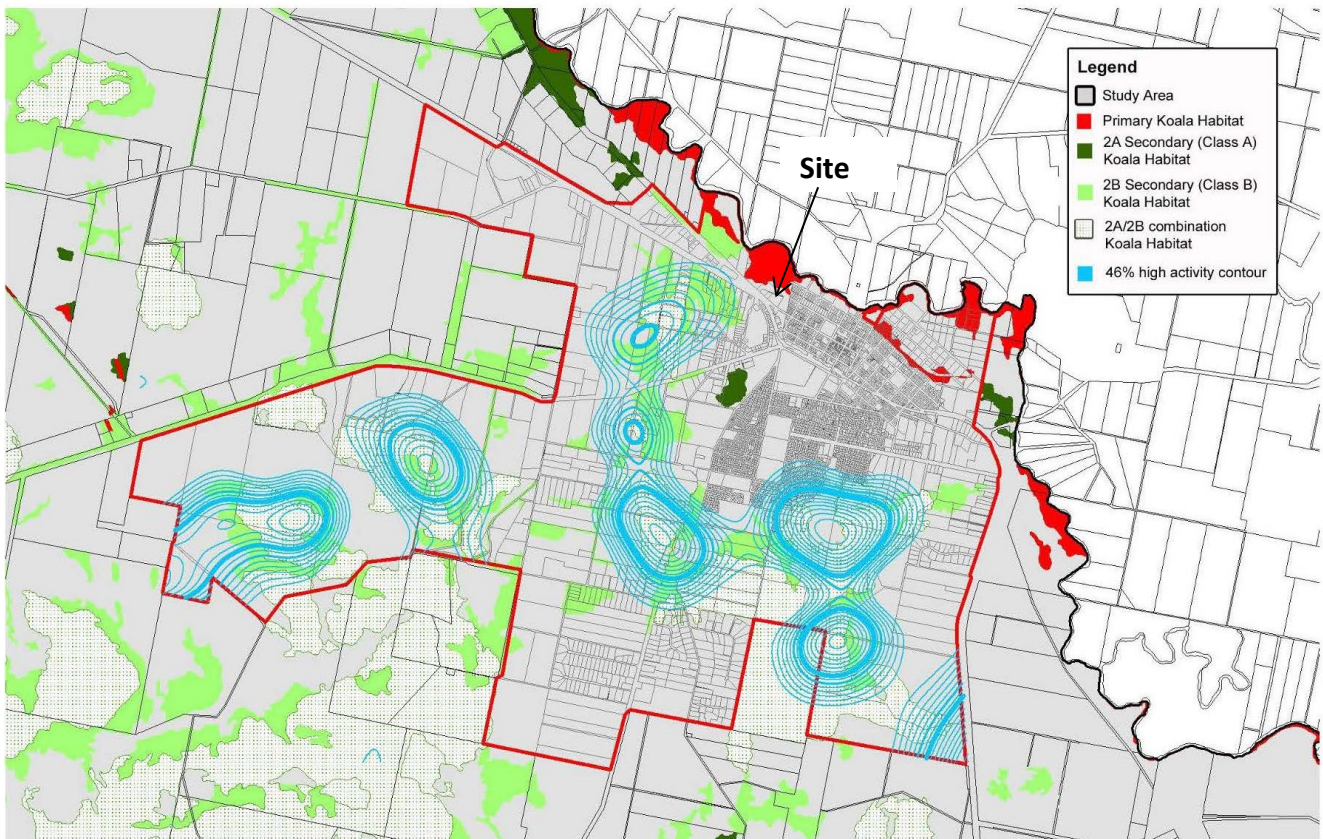 Site
Legend
Study Area
Primary Koala Habitat
2A Secondary (Class A)
Koala Habitat
2B Secondary (Class B)
Koala Habitat
2A/2B combination
Koala Habitat
46% high activity contour